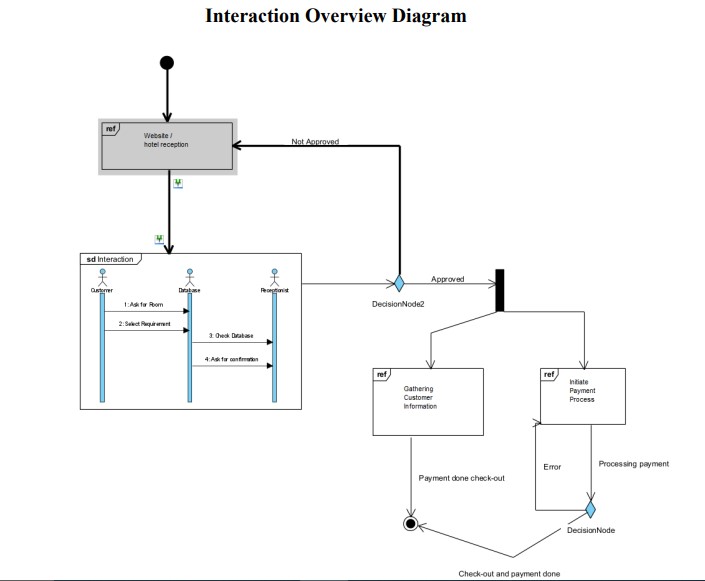 Interaction Overview Diagram
ref
Website /
hotel reception
Not Approved
sd Interaction
Customer
Database
Receptionist
1: Ask for Room
2: Select Requirement
3: Check Database
4: Ask for confirmation
Approved
DecisionNode2
ref
Gathering
Customer
Information
ref
Initiate
Payment
Process
Payment done check-out
Error
Processing payment
DecisionNode
Check-out and payment done